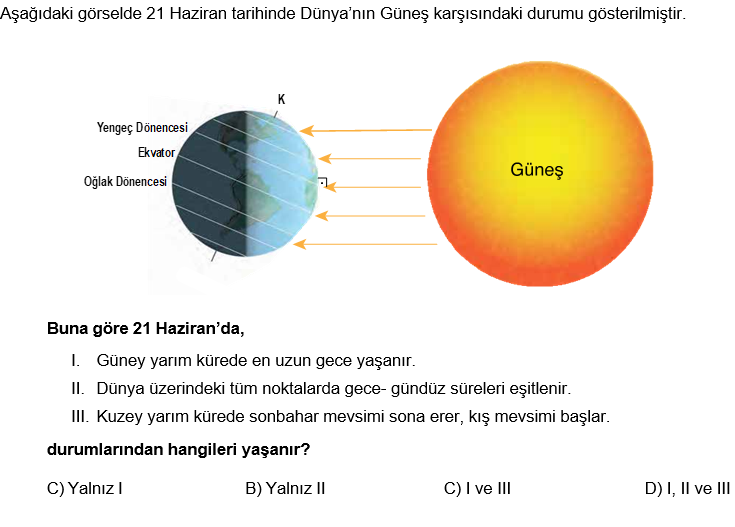 Aşağıdaki görselde 21 Haziran tarihinde Dünya’nın Güneş karşısındaki durumu gösterilmiştir.
K
Yengeç Dönencesi
Ekvator
Oğlak Dönencesi
Güneş
Buna göre 21 Haziran’da,
I. Güney yarım kürede en uzun gece yaşanır.
II. Dünya üzerindeki tüm noktalarda gece- gündüz süreleri eşitlenir.
III. Kuzey yarım kürede sonbahar mevsimi sona erer, kış mevsimi başlar.
durumlarından hangileri yaşanır?
C) Yalnız I B) Yalnız II C) I ve III D) I, II ve III